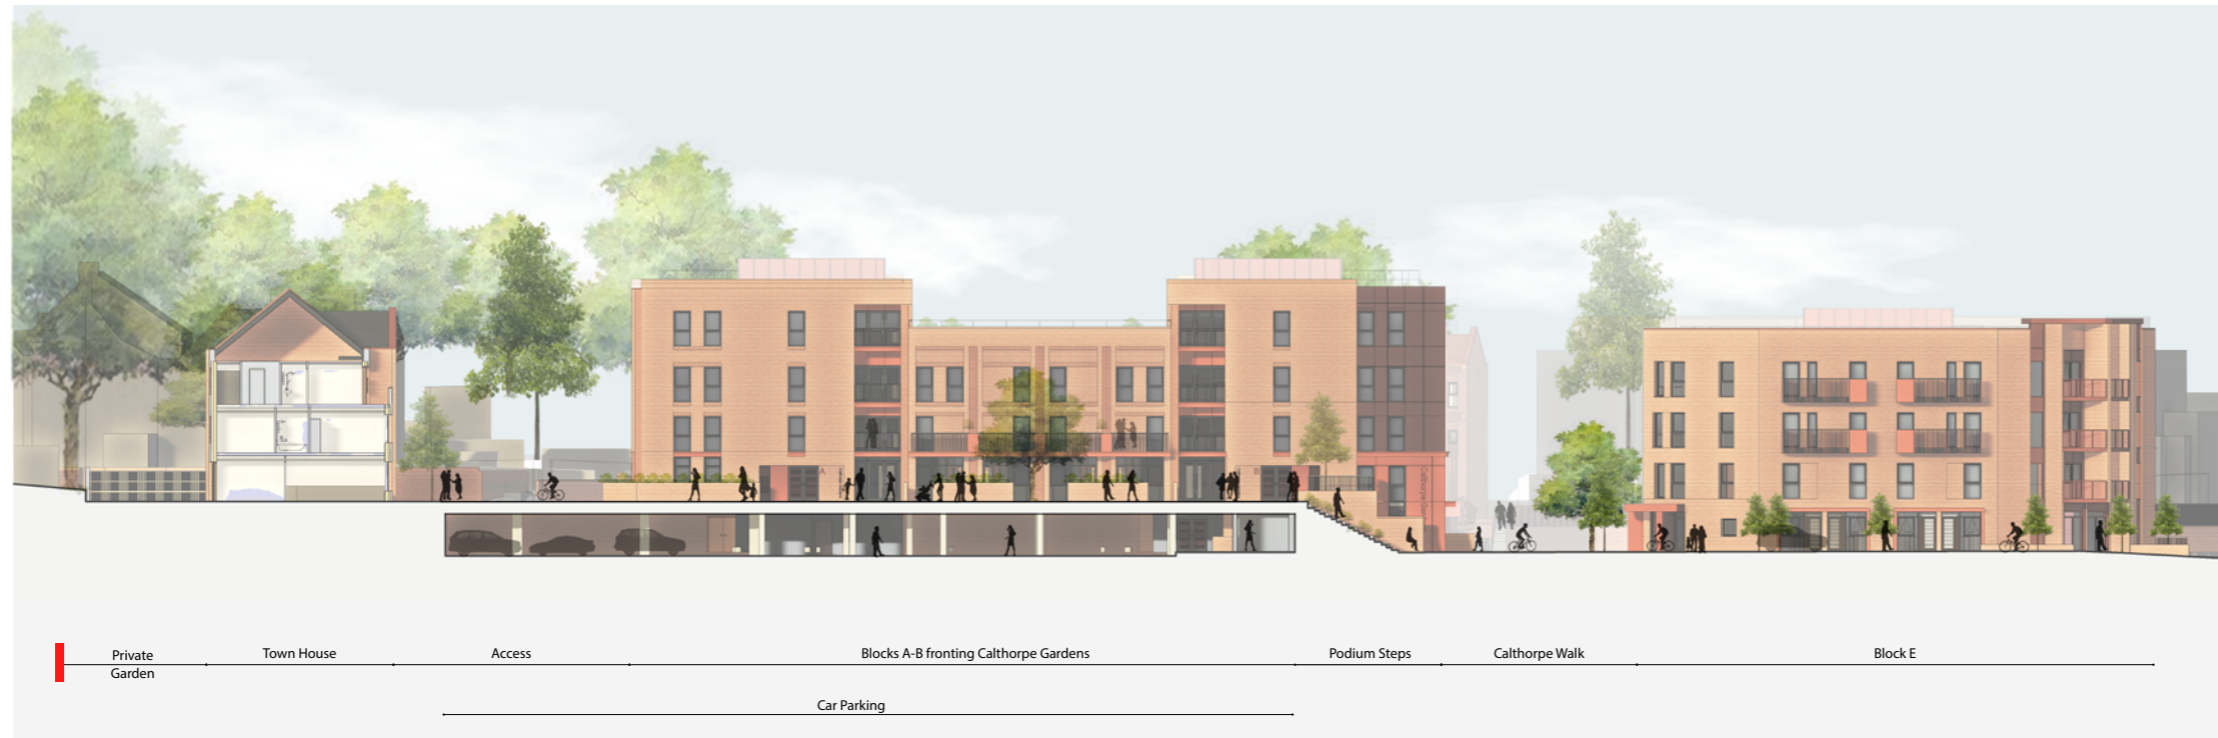 A
B
Private
Garden
Town House
Access
Blocks A-B fronting Calthorpe Gardens
Podium Steps
Calthorpe Walk
Block E
Car Parking